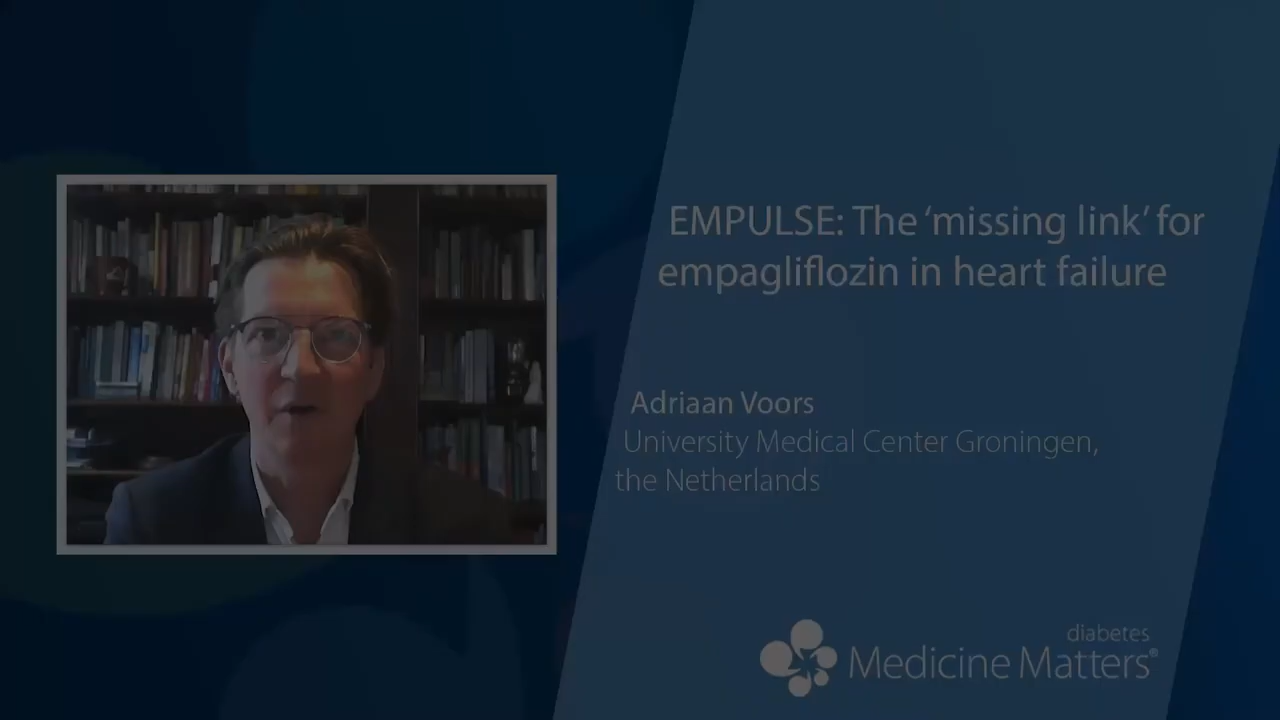 EMPULSE: The ‘missing link’ for
empagliflozin in heart failure
Adriaan Voors
University Medical Center Groningen,
the Netherlands
diabetes
Medicine Matters®